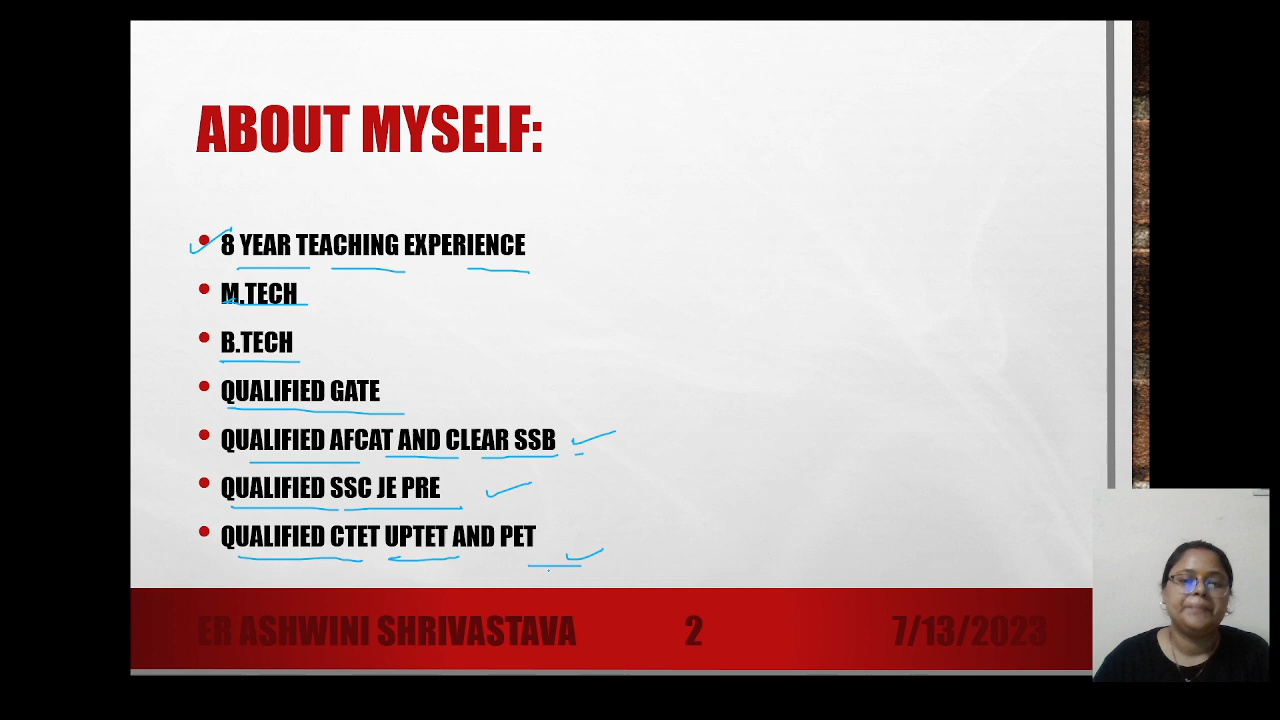 ABOUT MYSELF:
• 8 YEAR TEACHING EXPERIENCE
• M.TECH
• B.TECH
• QUALIFIED GATE
• QUALIFIED AFCAT AND CLEAR SSB
• QUALIFIED SSC JE PRE
• QUALIFIED CTET UPTET AND PET
ER ASHWINI SHRIVASTAVA 2 7/13/2023